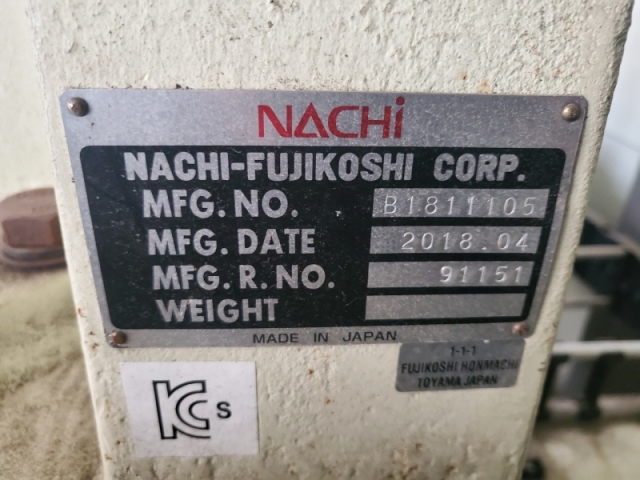 NACHi
NACHI-FUJIKOSHI CORP.
MFG. NO. B1811105
MFG. DATE 2018.04
MFG. R. NO. 91151
WEIGHT
MADE IN JAPAN
1-1-1
FUJIKOSHI HONMACHI
TOYAMA JAPAN
KC s